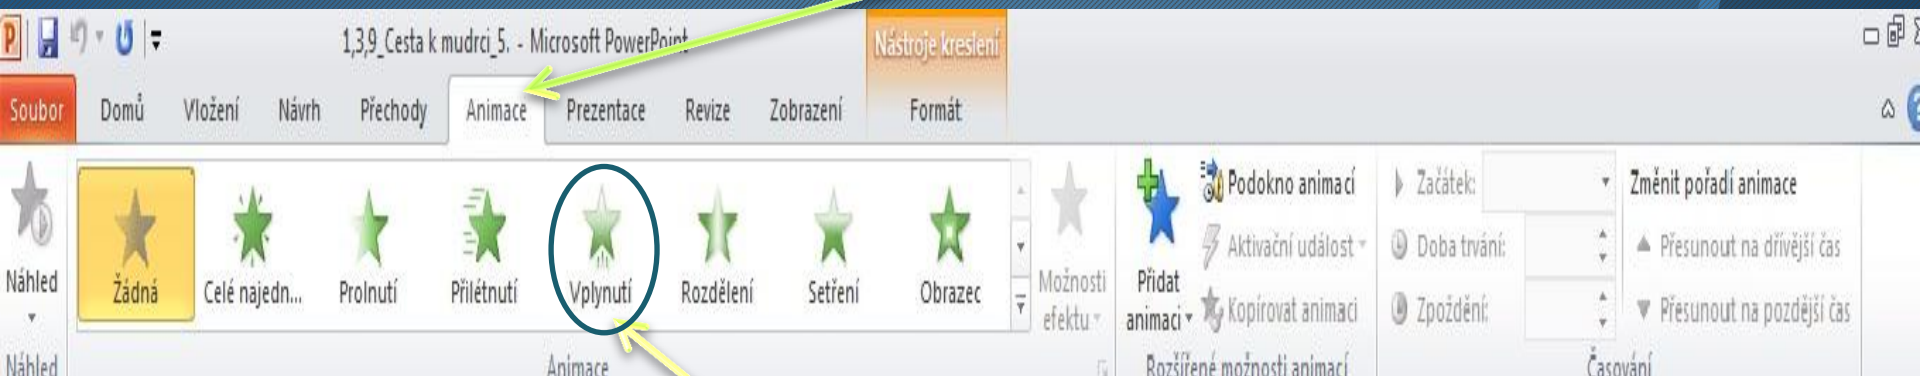 1,3,9_Cesta k mudrci_5. - Microsoft PowerPoint
Nástroje kreslení
Soubor Domů Vložení Návrh Přechody Animace Prezentace Revize Zobrazení Formát
Náhled
Žádná Celé najedn... Prolnutí Přilétnutí Vplynutí Rozdělení Setření Obrazec
Možnosti efektu
Přidat animaci
Podokno animací
Aktivační událost
Kopírovat animaci
Začátek:
Doba trvání:
Zpoždění:
Změnit pořadí animace
Přesunout na dřívější čas
Přesunout na pozdější čas
Náhled Animace Rozšířené možnosti animací Časování